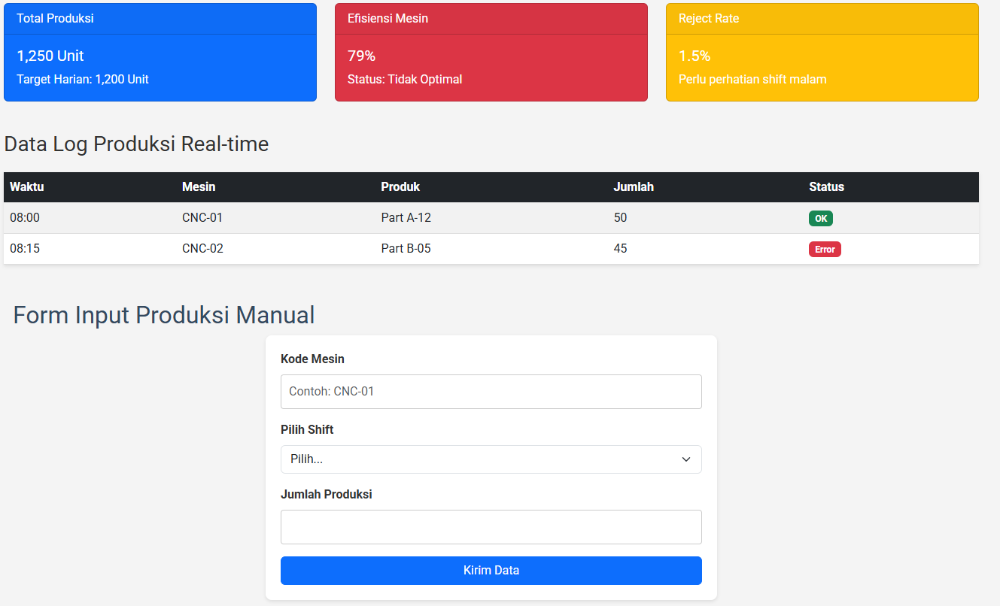 Total Produksi
1,250 Unit
Target Harian: 1,200 Unit
Efisiensi Mesin
79%
Status: Tidak Optimal
Reject Rate
1.5%
Perlu perhatian shift malam
Data Log Produksi Real-time
Waktu Mesin Produk Jumlah Status
08:00 CNC-01 Part A-12 50 OK
08:15 CNC-02 Part B-05 45 Error
Form Input Produksi Manual
Kode Mesin
Contoh: CNC-01
Pilih Shift
Pilih...
Jumlah Produksi
Kirim Data